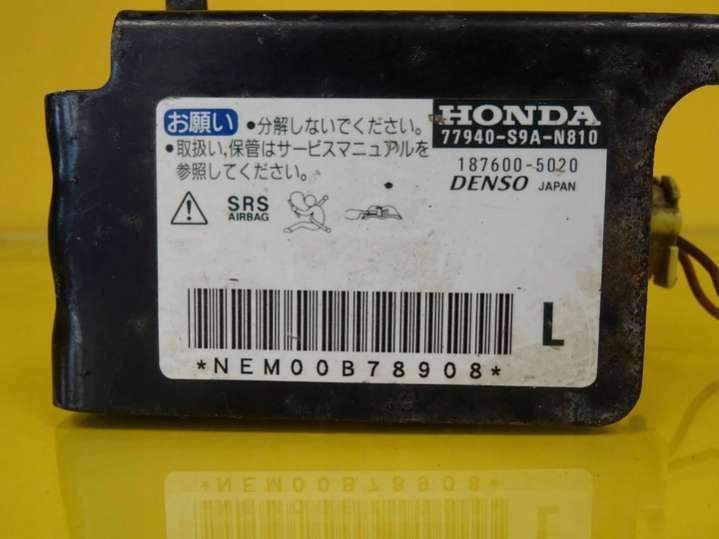 お願い
•分解しないでください。
•取扱い,保管はサービスマニュアルを
参照してください。
HONDA
77940-S9A-N810
187600-5020
DENSO JAPAN
SRS
AIRBAG
L
*NEM00B78908*